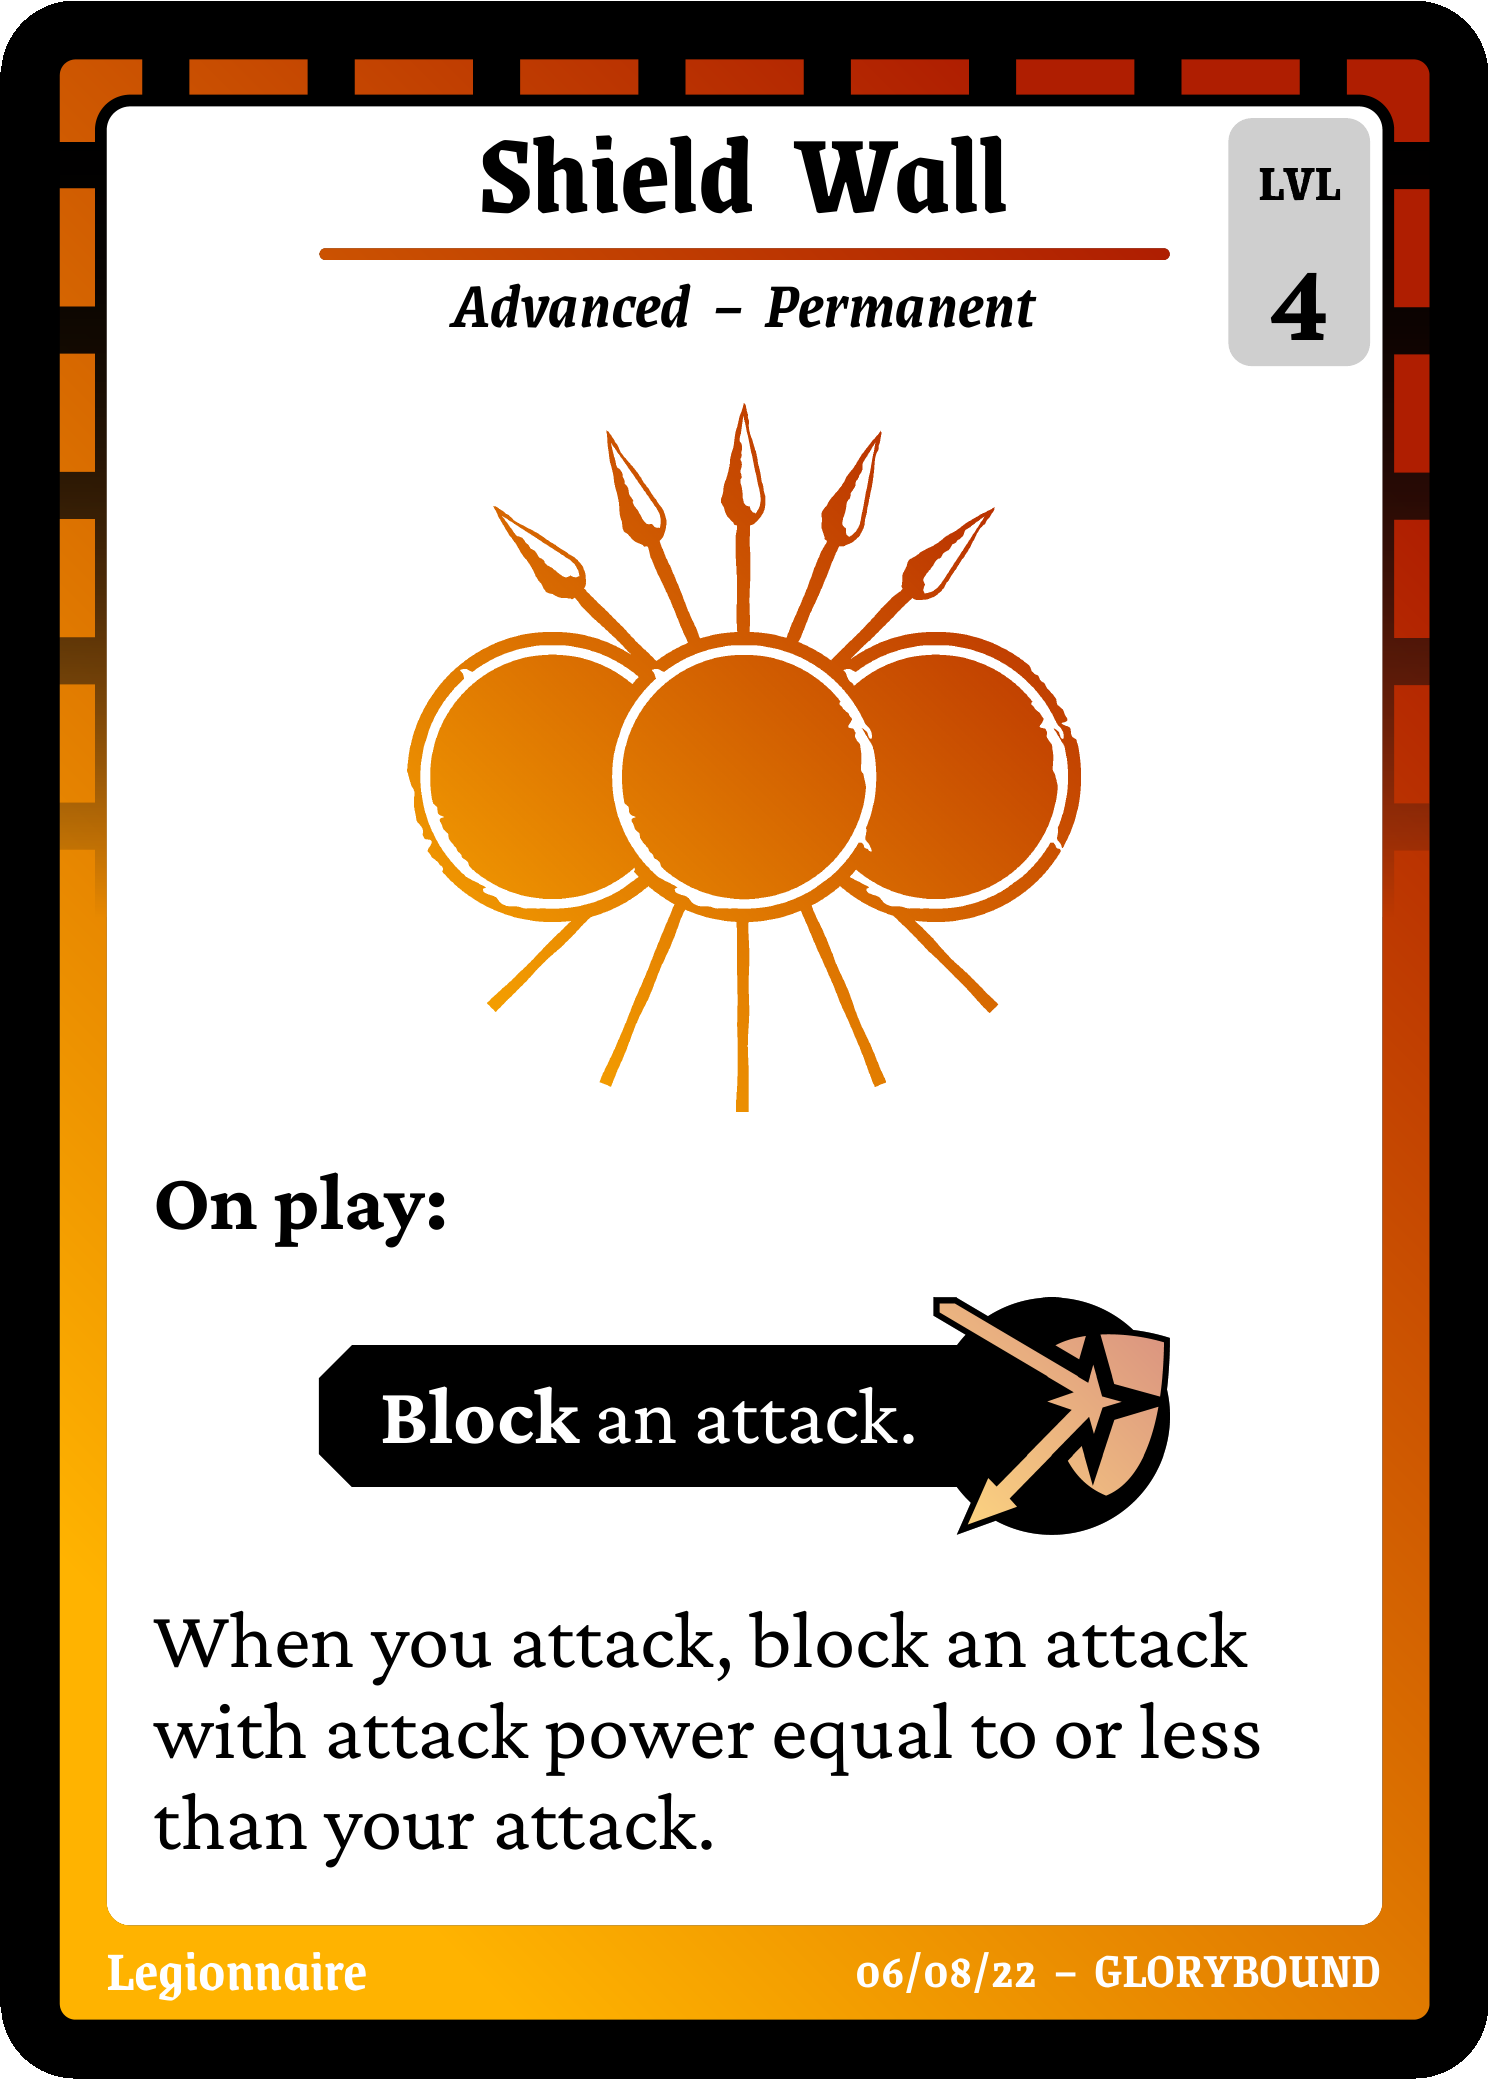 Shield Wall
LVL
4
Advanced – Permanent
On play:
Block an attack.
When you attack, block an attack
with attack power equal to or less
than your attack.
Legionnaire
06/08/22 – GLORYBOUND